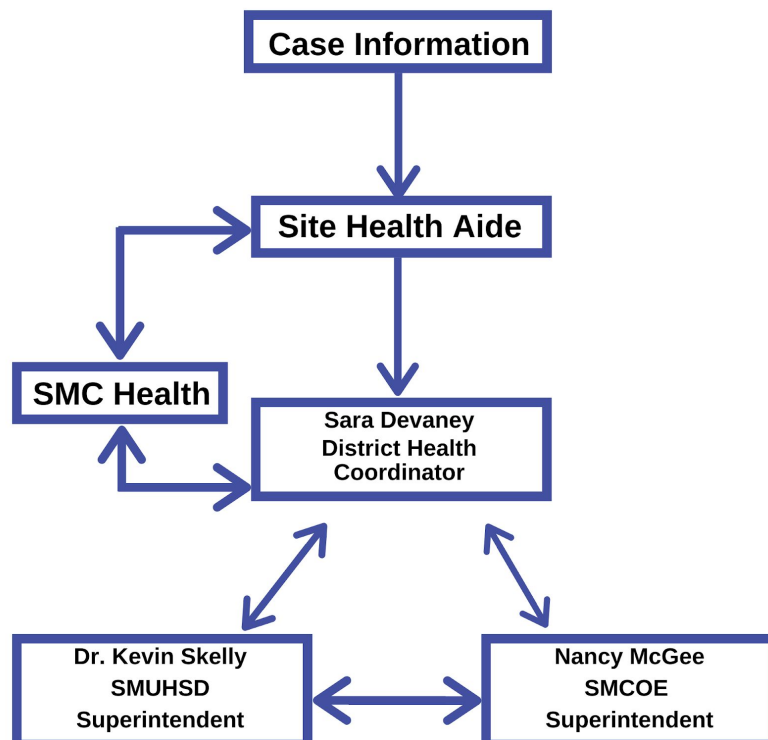 Case Information
Site Health Aide
SMC Health
Sara Devaney
District Health
Coordinator
Dr. Kevin Skelly
SMUHSD
Superintendent
Nancy McGee
SMCOE
Superintendent